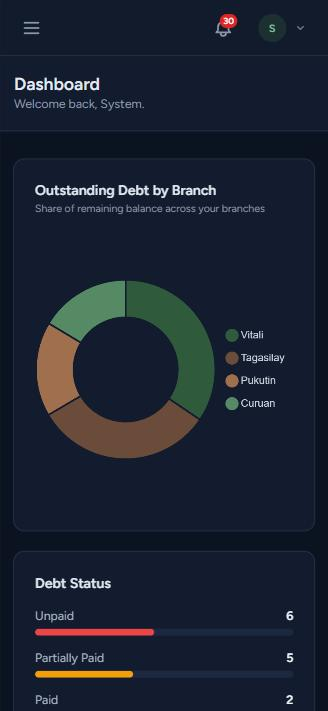 30
S
Dashboard
Welcome back, System.
Outstanding Debt by Branch
Share of remaining balance across your branches
Vitali
Tagasilay
Pukutin
Curuan
Debt Status
Unpaid 6
Partially Paid 5
Paid 2